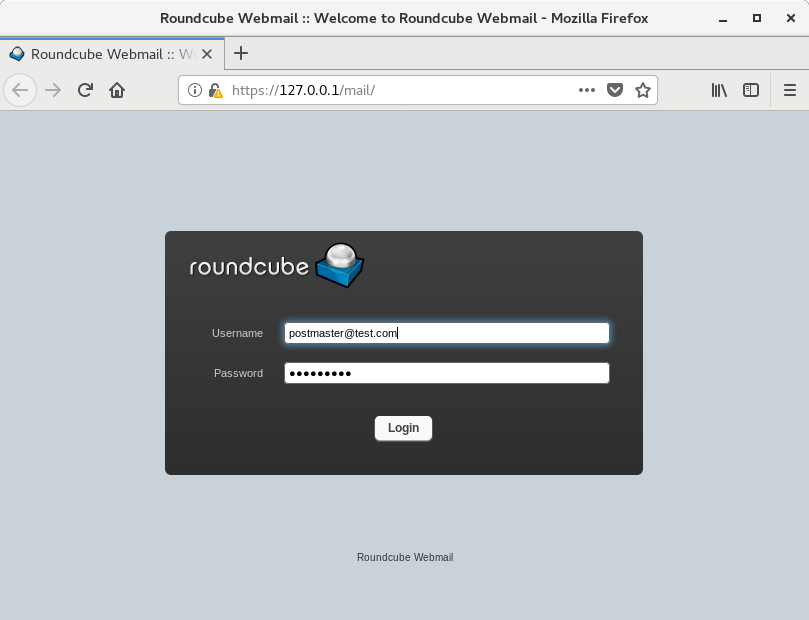 Roundcube Webmail :: Welcome to Roundcube Webmail - Mozilla Firefox
Roundcube Webmail :: We
https://127.0.0.1/mail/
roundcube
Username
postmaster@test.com
Password
•••••••••
Login
Roundcube Webmail